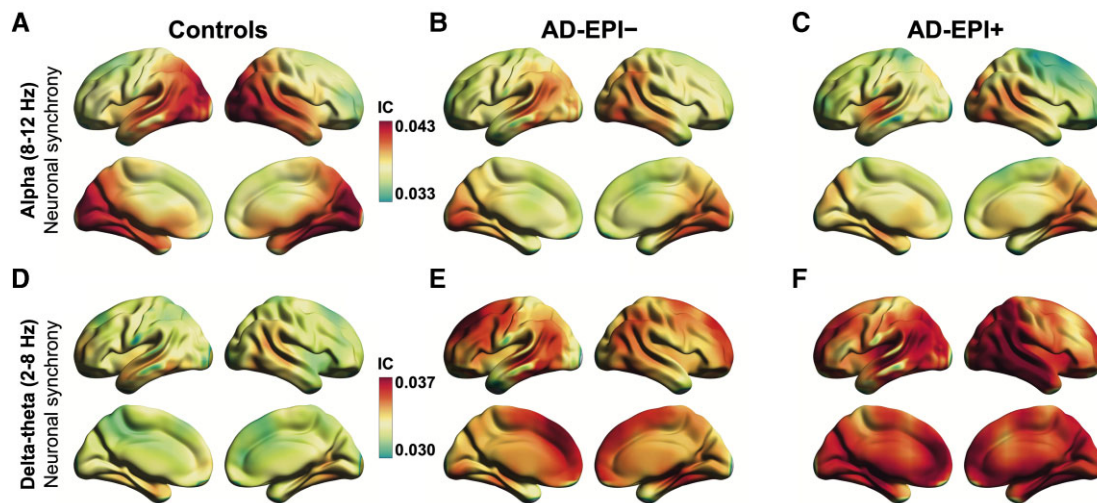 A Controls B AD-EPI− C AD-EPI+
Alpha (8-12 Hz)
Neuronal synchrony
IC
0.043
0.033
D E F
Delta-theta (2-8 Hz)
Neuronal synchrony
IC
0.037
0.030